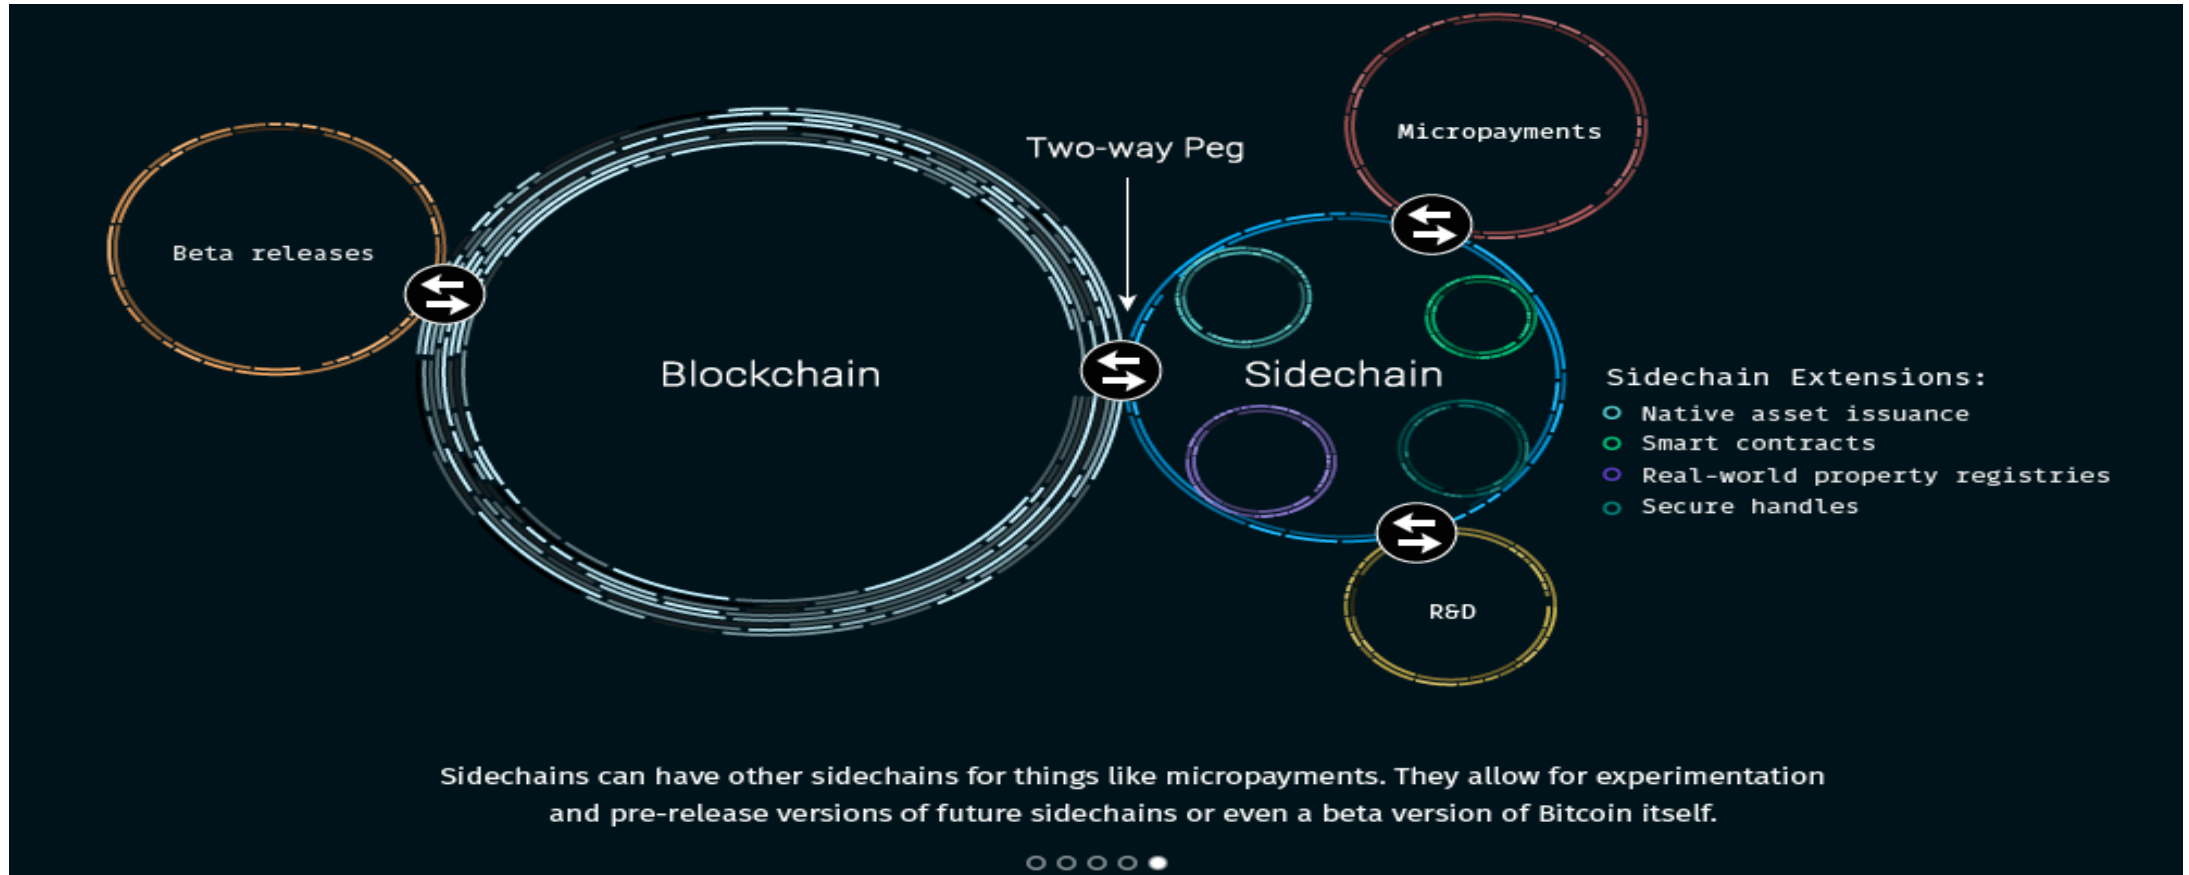 Micropayments
Two-way Peg
Beta releases
Blockchain
Sidechain
Sidechain Extensions:
Native asset issuance
Smart contracts
Real-world property registries
Secure handles
R&D
Sidechains can have other sidechains for things like micropayments. They allow for experimentation
and pre-release versions of future sidechains or even a beta version of Bitcoin itself.